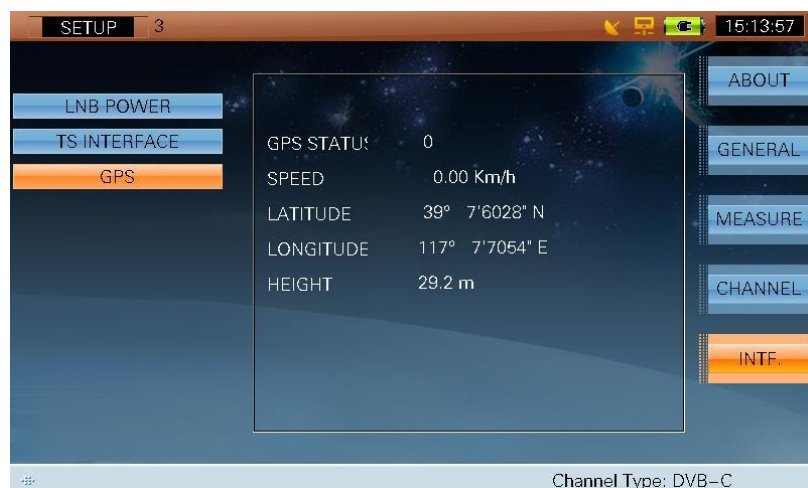 SETUP 3 15:13:57
ABOUT
GENERAL
MEASURE
CHANNEL
INTF.
LNB POWER
TS INTERFACE
GPS
GPS STATUS 0
SPEED 0.00 Km/h
LATITUDE 39° 7'6028" N
LONGITUDE 117° 7'7054" E
HEIGHT 29.2 m
Channel Type: DVB–C